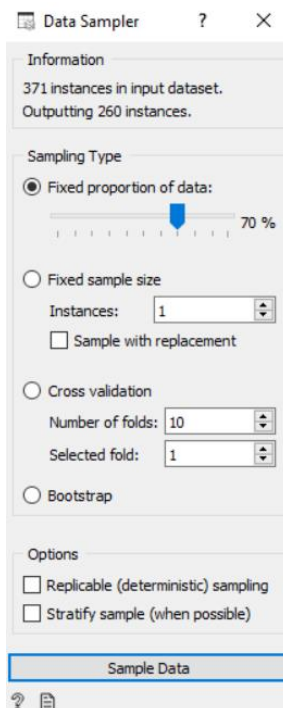 Data Sampler ?
Information
371 instances in input dataset.
Outputting 260 instances.
Sampling Type
Fixed proportion of data:
70 %
Fixed sample size
Instances: 1
Sample with replacement
Cross validation
Number of folds: 10
Selected fold: 1
Bootstrap
Options
Replicable (deterministic) sampling
Stratify sample (when possible)
Sample Data
?